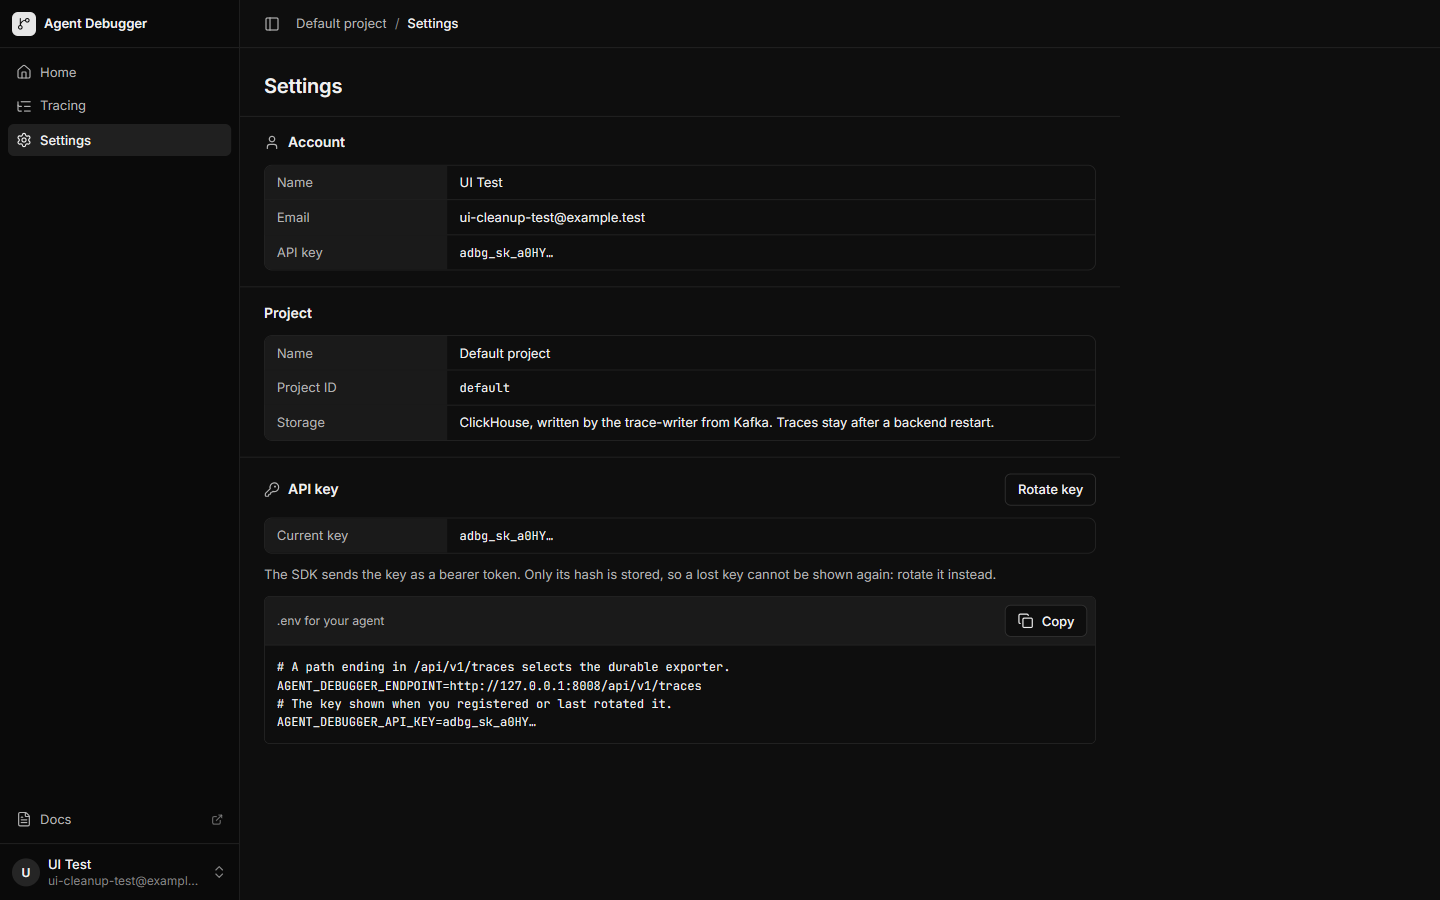 Agent Debugger
Default project / Settings
Home
Tracing
Settings
Settings
Account
Name UI Test
Email ui-cleanup-test@example.test
API key adbg_sk_a0HY…
Project
Name Default project
Project ID default
Storage ClickHouse, written by the trace-writer from Kafka. Traces stay after a backend restart.
API key Rotate key
Current key adbg_sk_a0HY…
The SDK sends the key as a bearer token. Only its hash is stored, so a lost key cannot be shown again: rotate it instead.
.env for your agent Copy
# A path ending in /api/v1/traces selects the durable exporter.
AGENT_DEBUGGER_ENDPOINT=http://127.0.0.1:8008/api/v1/traces
# The key shown when you registered or last rotated it.
AGENT_DEBUGGER_API_KEY=adbg_sk_a0HY…
Docs
U UI Test
ui-cleanup-test@exampl...